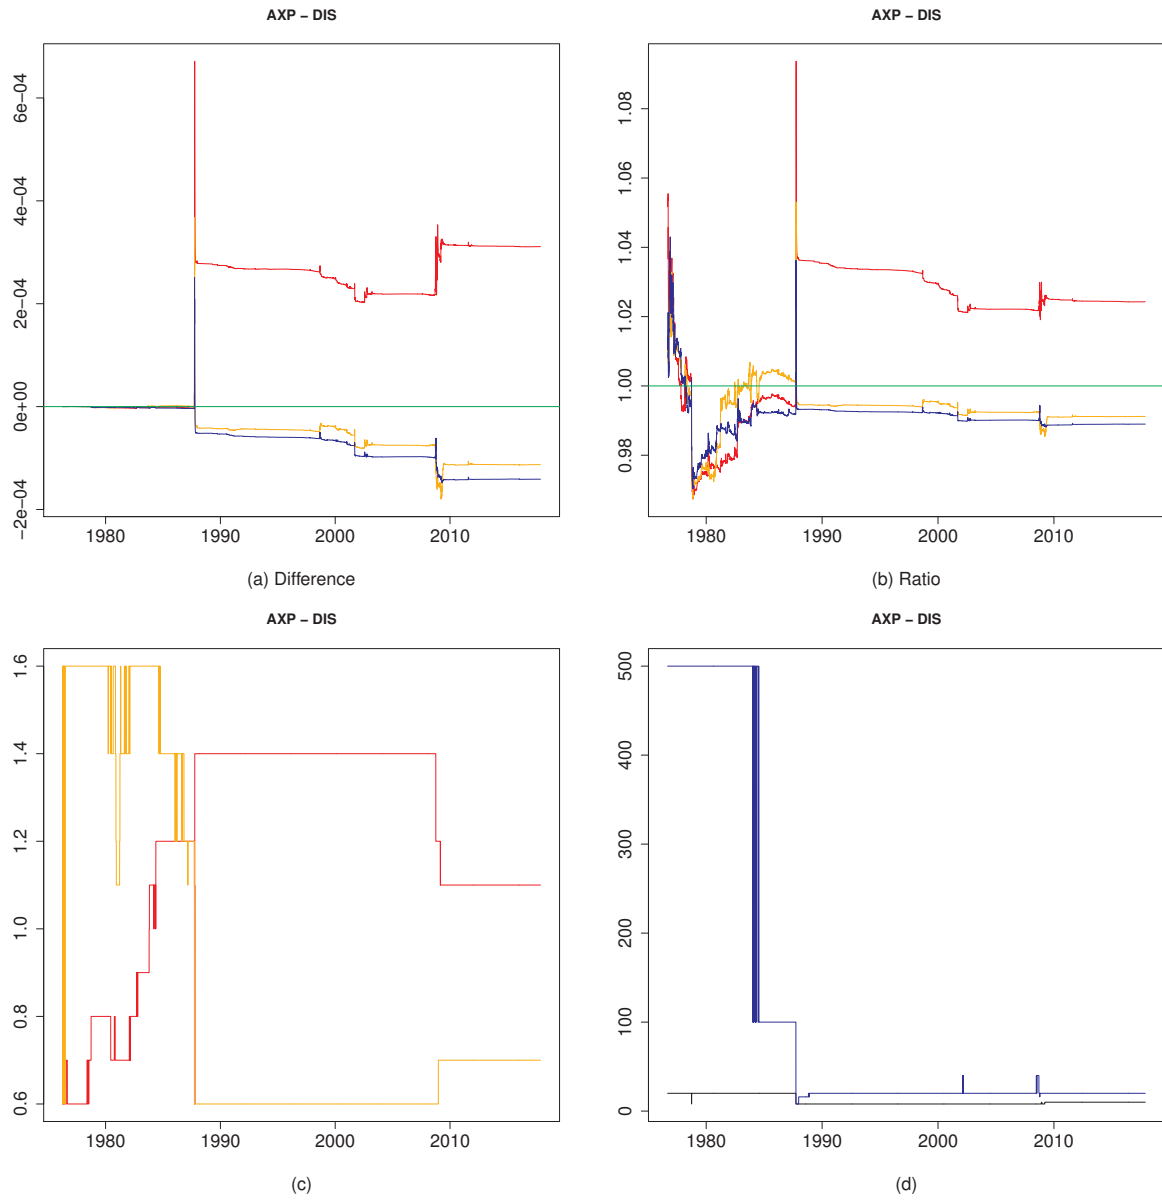 AXP − DIS
6e−04
4e−04
2e−04
0e+00
−2e−04
1980 1990 2000 2010
(a) Difference
AXP − DIS
1.08
1.06
1.04
1.02
1.00
0.98
1980 1990 2000 2010
(b) Ratio
AXP − DIS
1.6
1.4
1.2
1.0
0.8
0.6
1980 1990 2000 2010
(c)
AXP − DIS
500
400
300
200
100
0
1980 1990 2000 2010
(d)